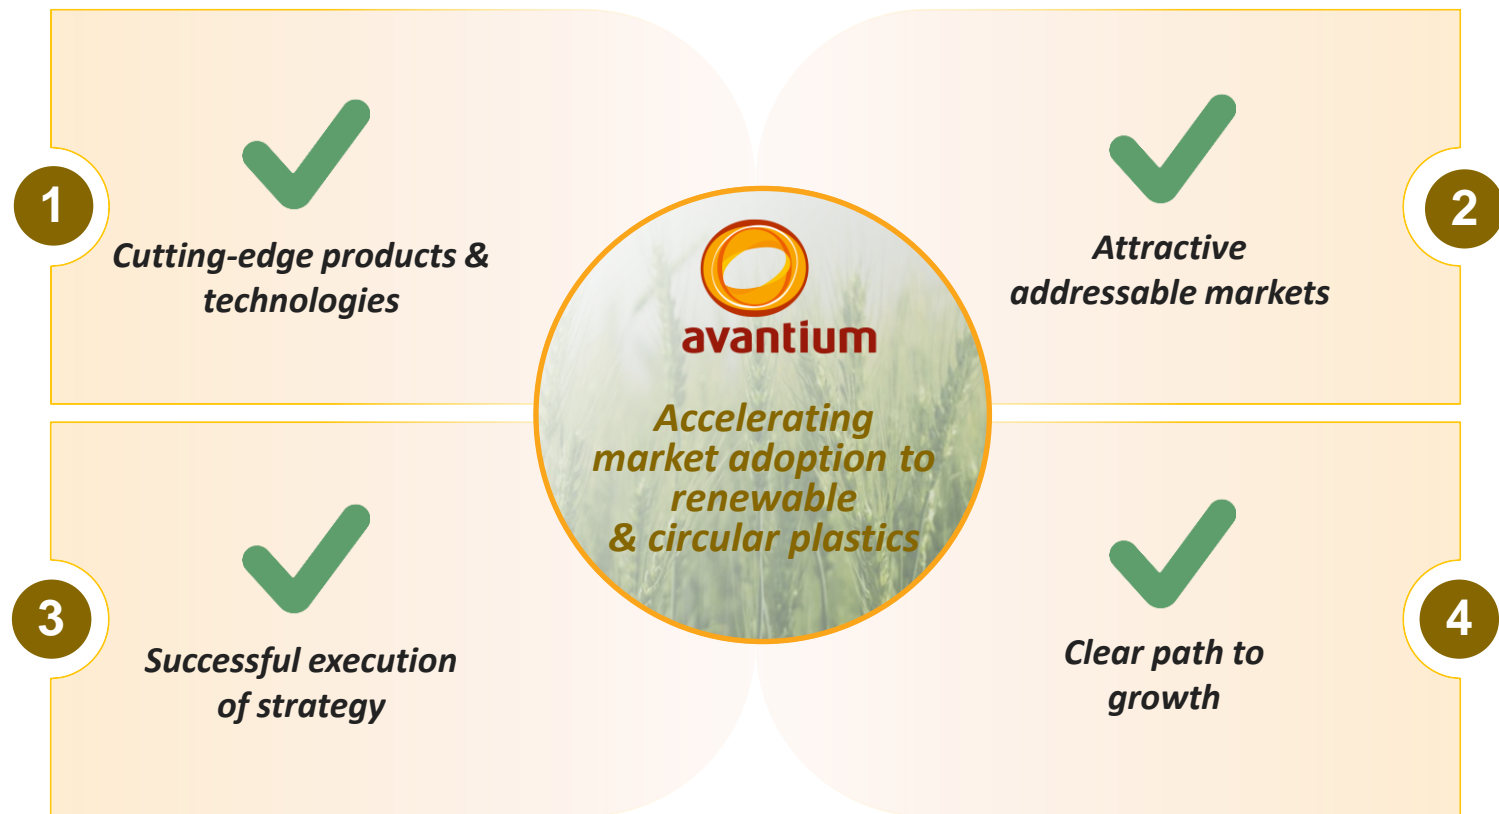 1
Cutting-edge products &
technologies
2
Attractive
addressable markets
avantium
Accelerating
market adoption to
renewable
& circular plastics
3
Successful execution
of strategy
4
Clear path to
growth